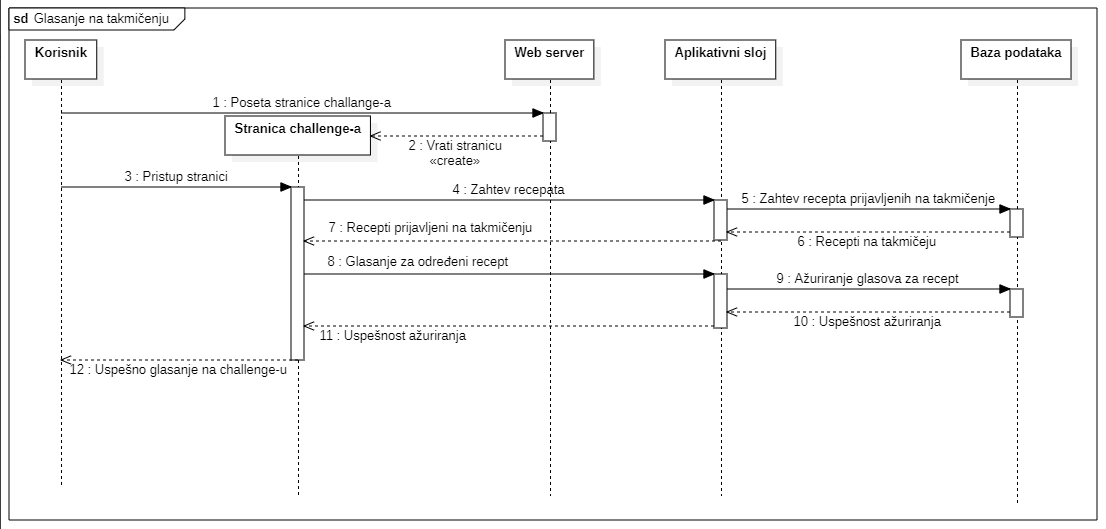 sd Glasanje na takmičenju
Korisnik
Web server
Aplikativni sloj
Baza podataka
1 : Poseta stranice challange-a
Stranica challenge-a
2 : Vrati stranicu
«create»
3 : Pristup stranici
4 : Zahtev recepata
5 : Zahtev recepta prijavljenih na takmičenje
7 : Recepti prijavljeni na takmičenju
6 : Recepti na takmičeju
8 : Glasanje za određeni recept
9 : Ažuriranje glasova za recept
10 : Uspešnost ažuriranja
11 : Uspešnost ažuriranja
12 : Uspešno glasanje na challenge-u